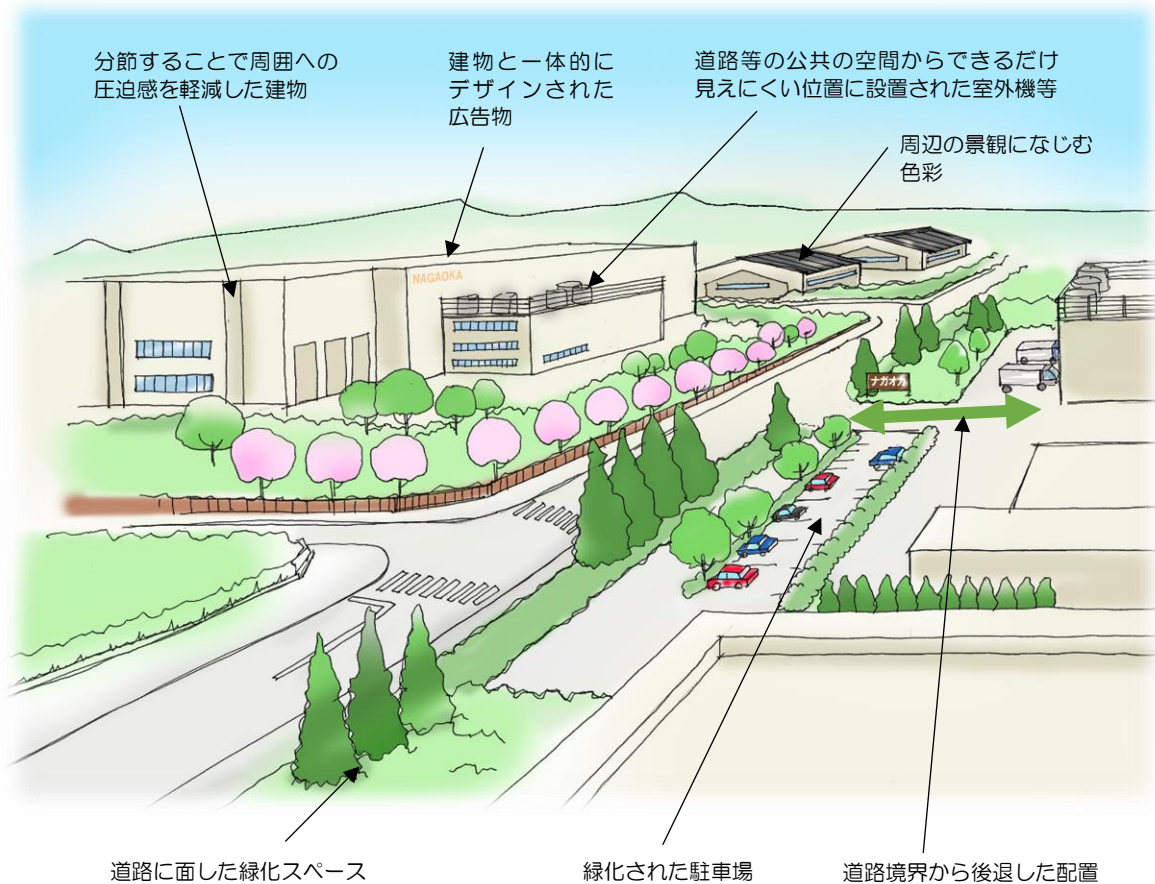 分節することで周囲への
圧迫感を軽減した建物
建物と一体的に
デザインされた
広告物
道路等の公共の空間からできるだけ
見えにくい位置に設置された室外機等
周辺の景観になじむ
色彩
NAGAOKA
ナガオカ
道路に面した緑化スペース
緑化された駐車場
道路境界から後退した配置